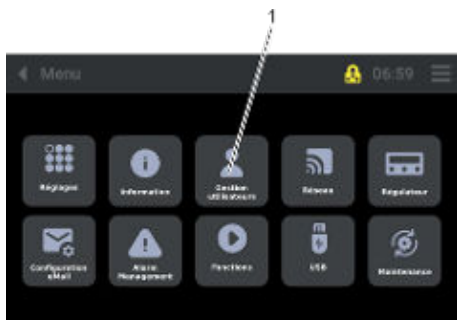 1
Menu
06:59
Réglages
Information
Gestion
utilisateurs
Réseau
Régulateur
Configuration
eMail
Alarm
Management
Fonctions
USB
Maintenance